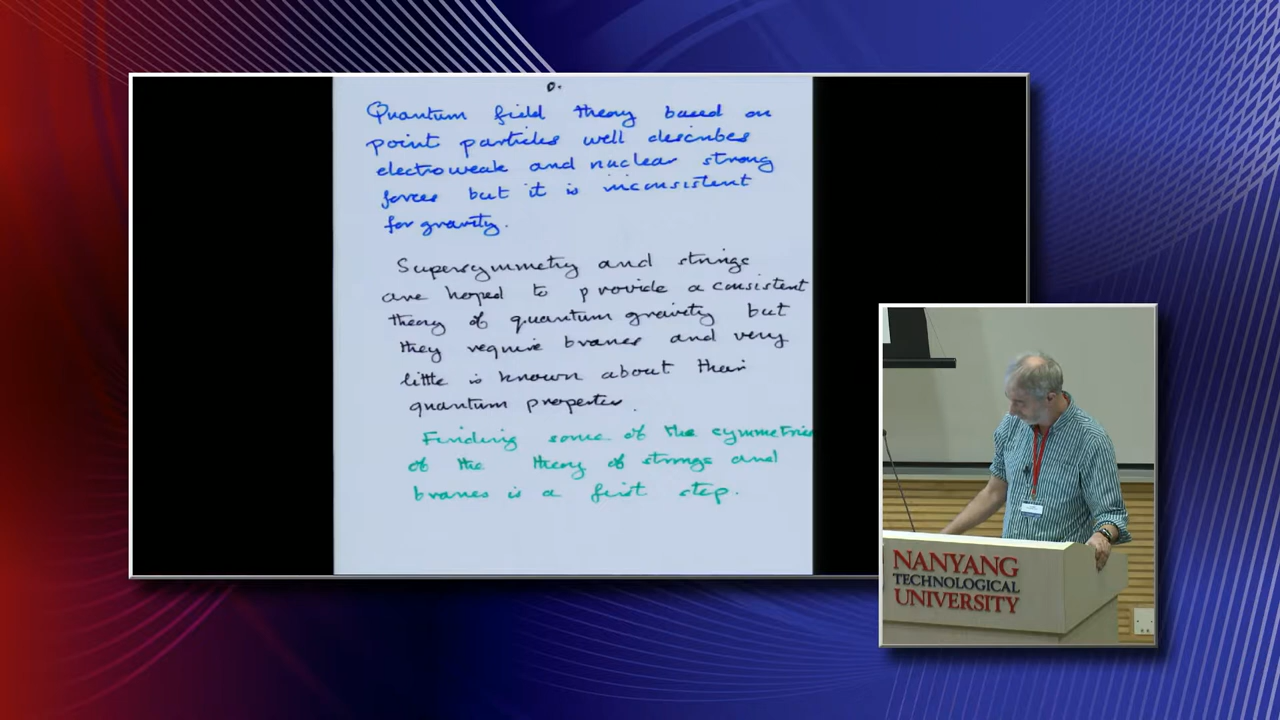 0.
Quantum field theory based on
point particles well describes
electroweak and nuclear strong
forces but it is inconsistent
for gravity.
Supersymmetry and strings
are hoped to provide a consistent
theory of quantum gravity but
they require branes and very
little is known about their
quantum properties.
Finding some of the symmetries
of the theory of strings and
branes is a first step.
NANYANG
TECHNOLOGICAL
UNIVERSITY